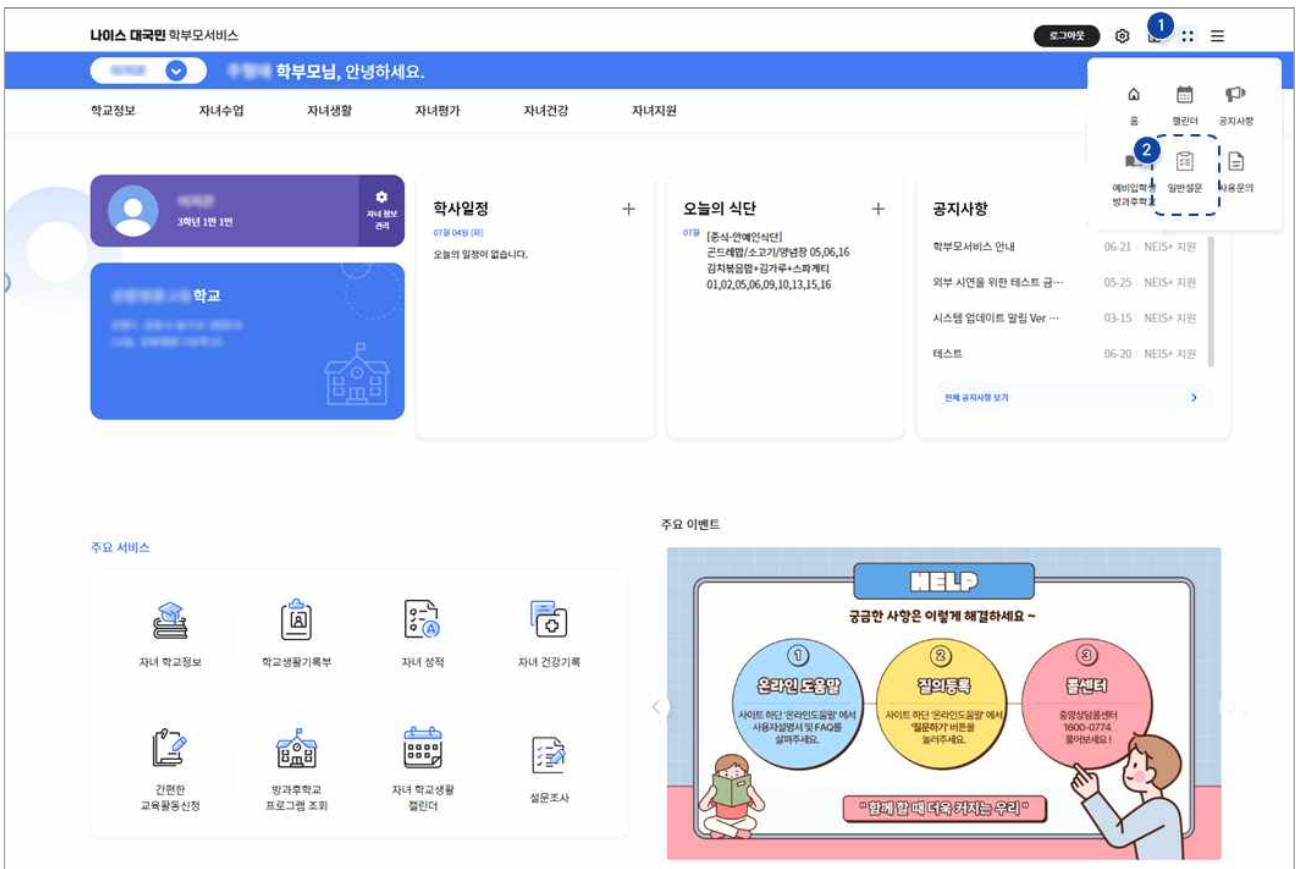 나이스 대국민 학부모서비스
로그아웃
1
학부모님, 안녕하세요.
학교정보 자녀수업 자녀생활 자녀평가 자녀건강 자녀지원
홈 캘린더 공지사항
2
예비입학생 일반설문 사용문의
방과후학교
3학년 1반 1번
자녀 정보
관리
학교
학사일정 +
07월 04일 (화)
오늘의 일정이 없습니다.
오늘의 식단 +
07월
[중식-안예인식단]
곤드레밥/소고기/양념장 05,06,16
김치볶음밥+김가루+스파게티
01,02,05,06,09,10,13,15,16
공지사항
학부모서비스 안내 06-21 NEIS+ 지원
외부 시연을 위한 테스트 공… 05-25 NEIS+ 지원
시스템 업데이트 알림 Ver … 03-15 NEIS+ 지원
테스트 06-20 NEIS+ 지원
전체 공지사항 보기
주요 서비스
자녀 학교정보 학교생활기록부 자녀 성적 자녀 건강기록
간편한
교육활동신청
방과후학교
프로그램 조회
자녀 학교생활
캘린더
설문조사
주요 이벤트
HELP
궁금한 사항은 이렇게 해결하세요 ~
1
온라인 도움말
사이트 하단 '온라인도움말' 에서
사용자설명서 및 FAQ를
살펴주세요.
2
질의등록
사이트 하단 '온라인도움말' 에서
'질문하기' 버튼을
눌러주세요.
3
콜센터
중앙상담콜센터
1600-0774
물어보세요!
"함께 할 때 더욱 커지는 우리"